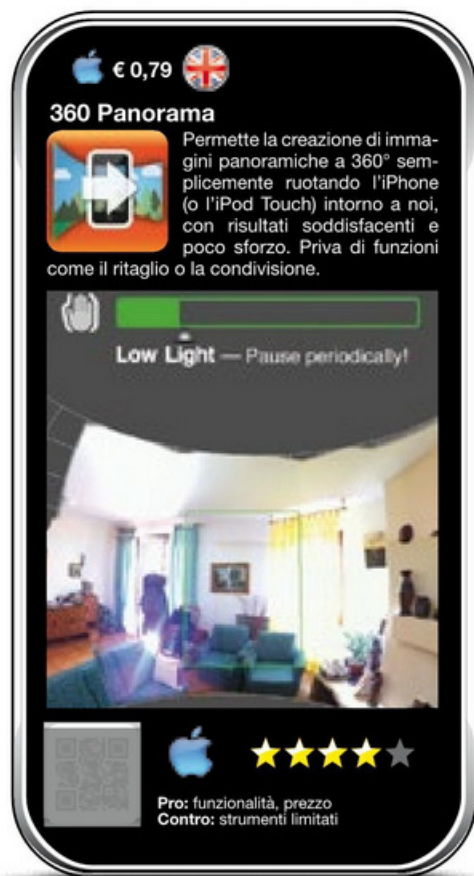 € 0,79
360 Panorama
Permette la creazione di imma-
gini panoramiche a 360° sem-
plicemente ruotando l'iPhone
(o l'iPod Touch) intorno a noi,
con risultati soddisfacenti e
poco sforzo. Priva di funzioni
come il ritaglio o la condivisione.
Low Light — Pause periodically!
Pro: funzionalità, prezzo
Contro: strumenti limitati